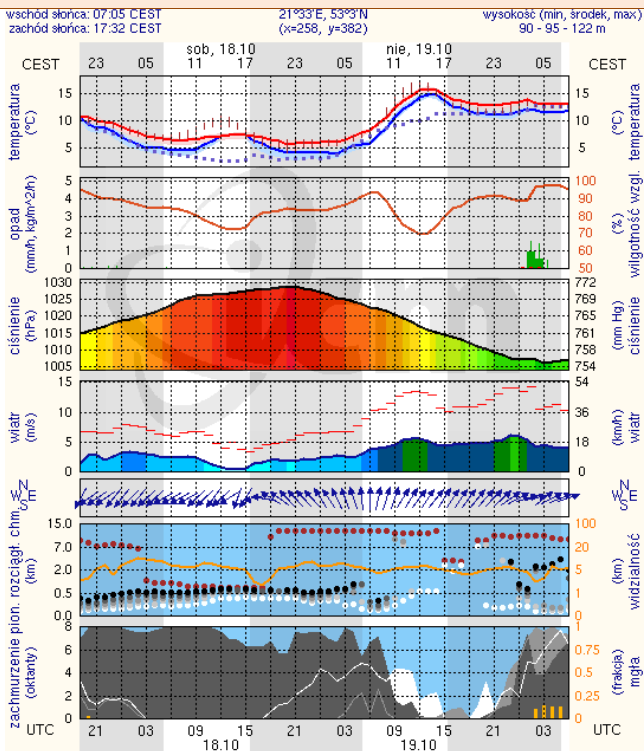 wschód słońca: 07:05 CEST 21°33'E, 53°3'N wysokość (min, środek, max)
zachód słońca: 17:32 CEST (x=258, y=382) 90 - 95 - 122 m
sob, 18.10 nie, 19.10
CEST 23 05 11 17 23 05 11 17 23 05 CEST
temperatura (°C) 15 10 5 15 10 5 temperatura (°C)
opad (mm/h, kg/m^2/h) 5 4 3 2 1 0 100 90 80 70 60 50 (%) wilgotność wzgl.
ciśnienie (hPa) 1030 1025 1020 1015 1010 1005 772 769 765 761 758 754 (mm Hg) ciśnienie
wiatr (m/s) 15 10 5 0 54 36 18 0 (km/h) wiatr
N W E S N W E S
rozciągł. chm. pion. (km) 15.0 7.0 2.0 0.5 0.0 100 20 5 1 0 (km) widzialność
zachmurzenie (oktanty) 8 6 4 2 0 1 0.75 0.5 0.25 0 (frakcja) mgła
UTC 21 03 09 15 21 03 09 15 21 03 UTC
18.10 19.10
icm